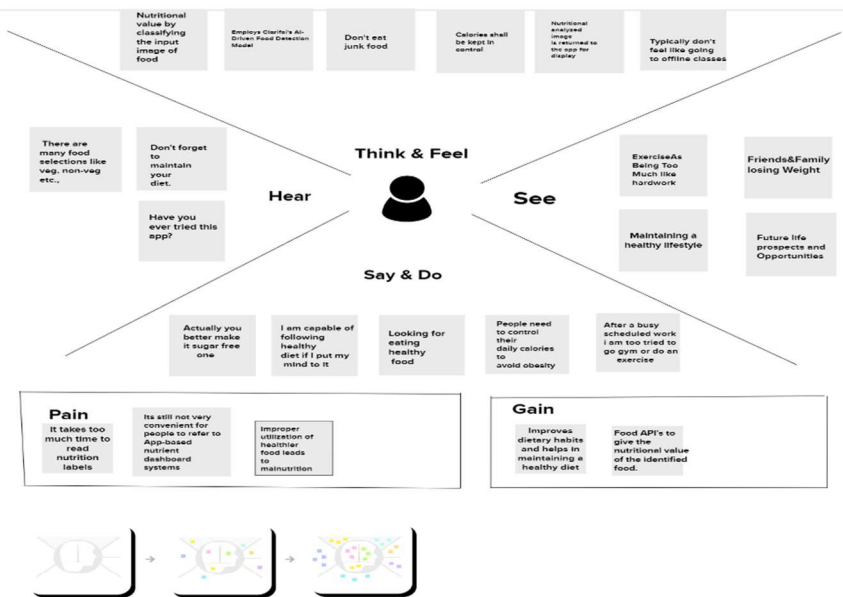 Nutritional
value by
classifying
the input
image of
food
Employs Clarifai's AI-
Driven Food Detection
Model
Don't eat
junk food
Calories shall
be kept in
control
Nutritional
analyzed
image
is returned to
the app for
display
Typically don't
feel like going
to offline classes
Think & Feel
There are
many food
selections like
veg, non-veg
etc.,
Don't forget
to
maintain
your
diet.
Have you
ever tried this
app?
Hear
See
ExerciseAs
Being Too
Much like
hardwork
Friends&Family
losing Weight
Maintaining a
healthy lifestyle
Future life
prospects and
Opportunities
Say & Do
Actually you
better make
it sugar free
one
I am capable of
following
healthy
diet if I put my
mind to it
Looking for
eating
healthy
food
People need
to control
their
daily calories
to
avoid obesity
After a busy
scheduled work
i am too tried to
go gym or do an
exercise
Pain
It takes too
much time to
read
nutrition
labels
Its still not very
convenient for
people to refer to
App-based
nutrient
dashboard
systems
Improper
utilization of
healthier
food leads
to
malnutrition
Gain
Improves
dietary habits
and helps in
maintaining a
healthy diet
Food API's to
give the
nutritional value
of the identified
food.